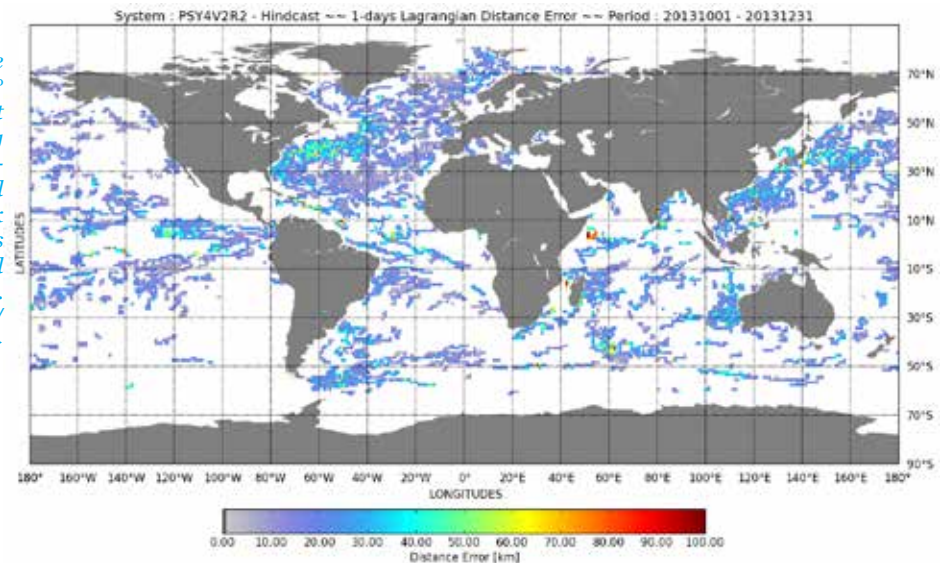 System : PSY4V2R2 - Hindcast ~~ 1-days Lagrangian Distance Error ~~ Period : 20131001 - 20131231
70°N
50°N
30°N
10°N
10°S
30°S
50°S
70°S
90°S
LATITUDES
180° 160°W 140°W 120°W 100°W 80°W 60°W 40°W 20°W 0° 20°E 40°E 60°E 80°E 100°E 120°E 140°E 160°E 180°
LONGITUDES
0.00 10.00 20.00 30.00 40.00 50.00 60.00 70.00 80.00 90.00 100.00
Distance Error [km]